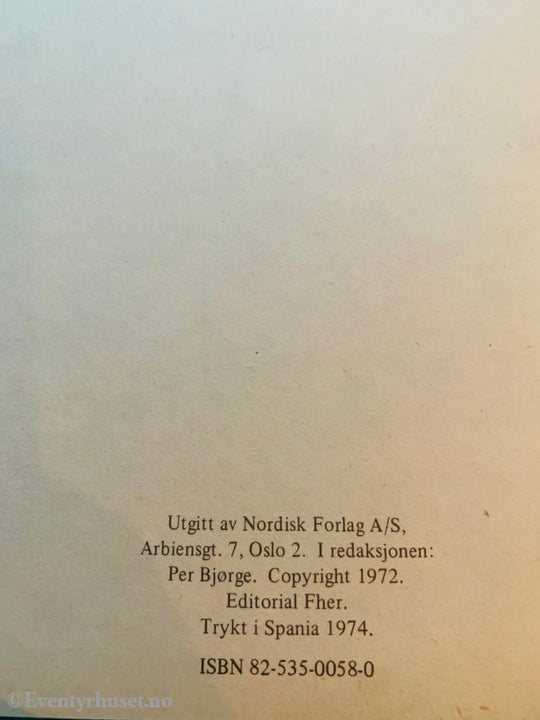 Utgitt av Nordisk Forlag A/S,
Arbiensgt. 7, Oslo 2. I redaksjonen:
Per Bjørge. Copyright 1972.
Editorial Fher.
Trykt i Spania 1974.
ISBN 82-535-0058-0
©Eventyrhuset.no